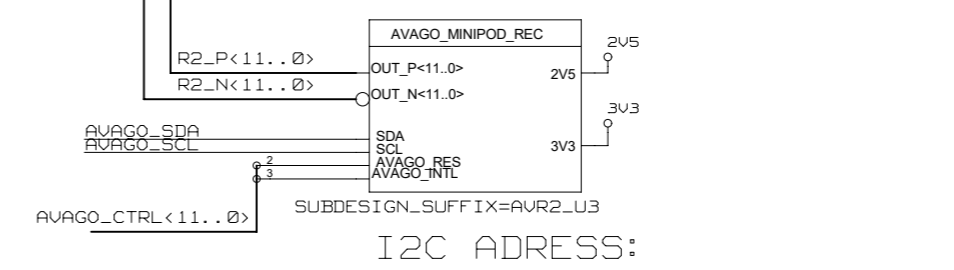 AVAGO_MINIPOD_REC
2V5
R2_P<11..0>
OUT_P<11..0>
2V5
R2_N<11..0>
OUT_N<11..0>
3V3
AVAGO_SDA
SDA
AVAGO_SCL
SCL
3V3
2
AVAGO_RES
3
AVAGO_INTL
SUBDESIGN_SUFFIX=AVR2_U3
AVAGO_CTRL<11..0>
I2C ADRESS: